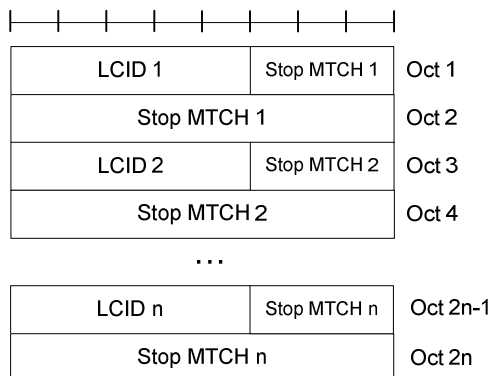 LCID 1 Stop MTCH 1 Oct 1
Stop MTCH 1 Oct 2
LCID 2 Stop MTCH 2 Oct 3
Stop MTCH 2 Oct 4
...
LCID n Stop MTCH n Oct 2n-1
Stop MTCH n Oct 2n